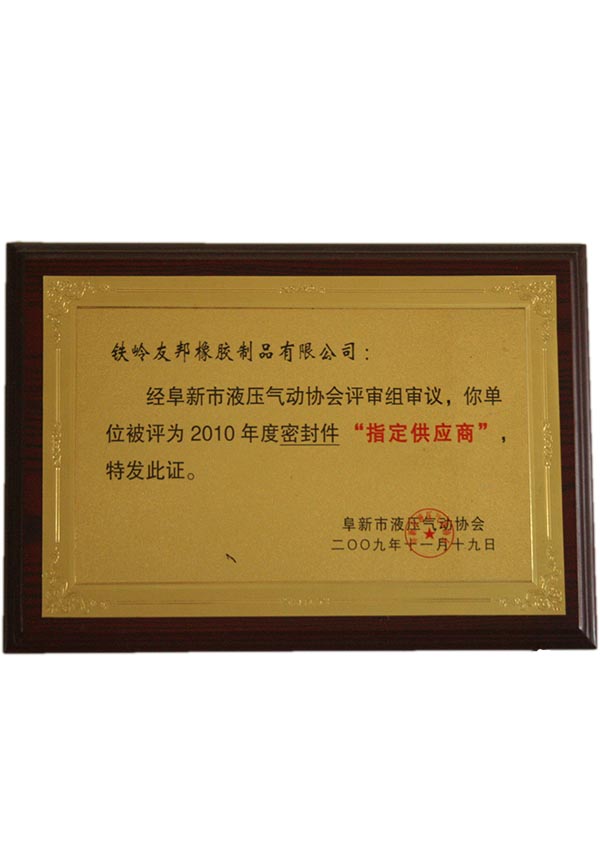 铁岭友邦橡胶制品有限公司：
经阜新市液压气动协会评审组审议，你单
位被评为2010年度密封件“指定供应商”，
特发此证。
阜新市液压气动协会
二〇〇九年十一月十九日